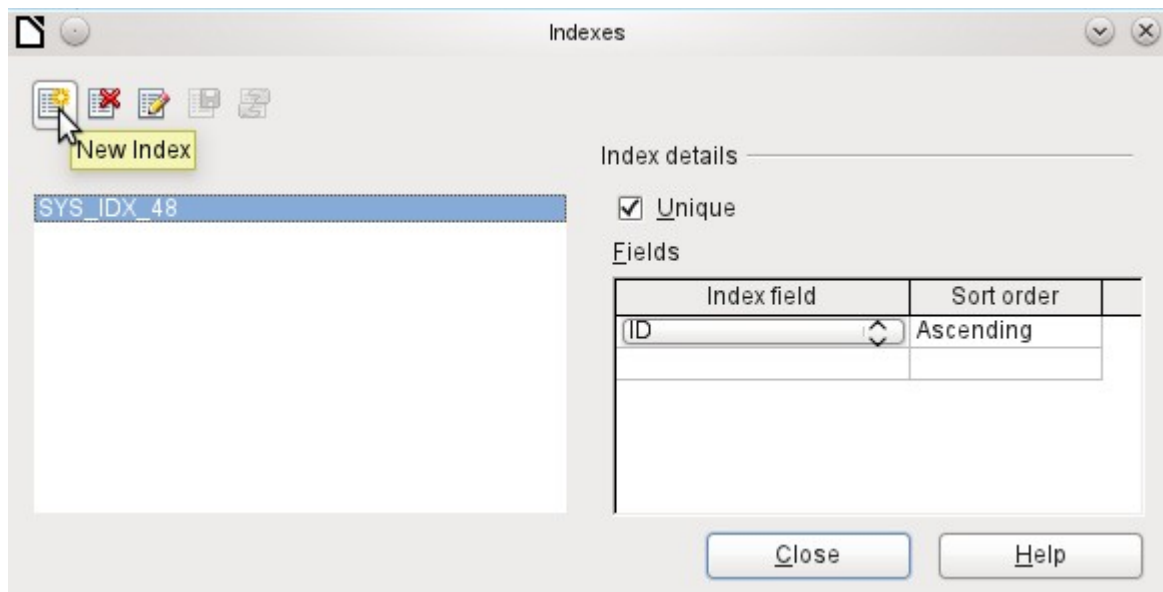 Indexes
New Index
SYS_IDX_48
Index details
Unique
Fields
Index field Sort order
ID Ascending
Close Help